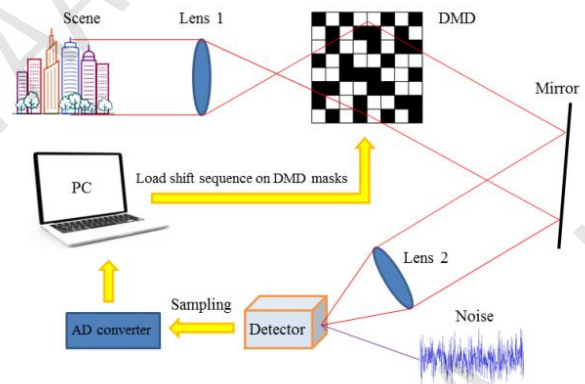 Scene
Lens 1
DMD
Mirror
PC
Load shift sequence on DMD masks
Lens 2
Sampling
Noise
AD converter
Detector